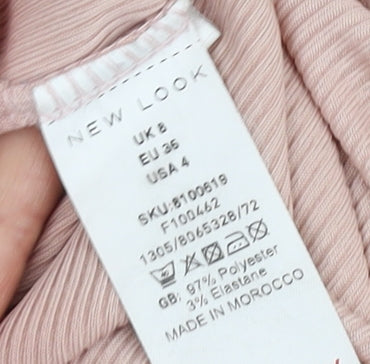 NEW LOOK
UK 8
EU 36
USA 4
SKU:8100619
F100462
1305/8065328/72
GB: 97% Polyester
3% Elastane
MADE IN MOROCCO